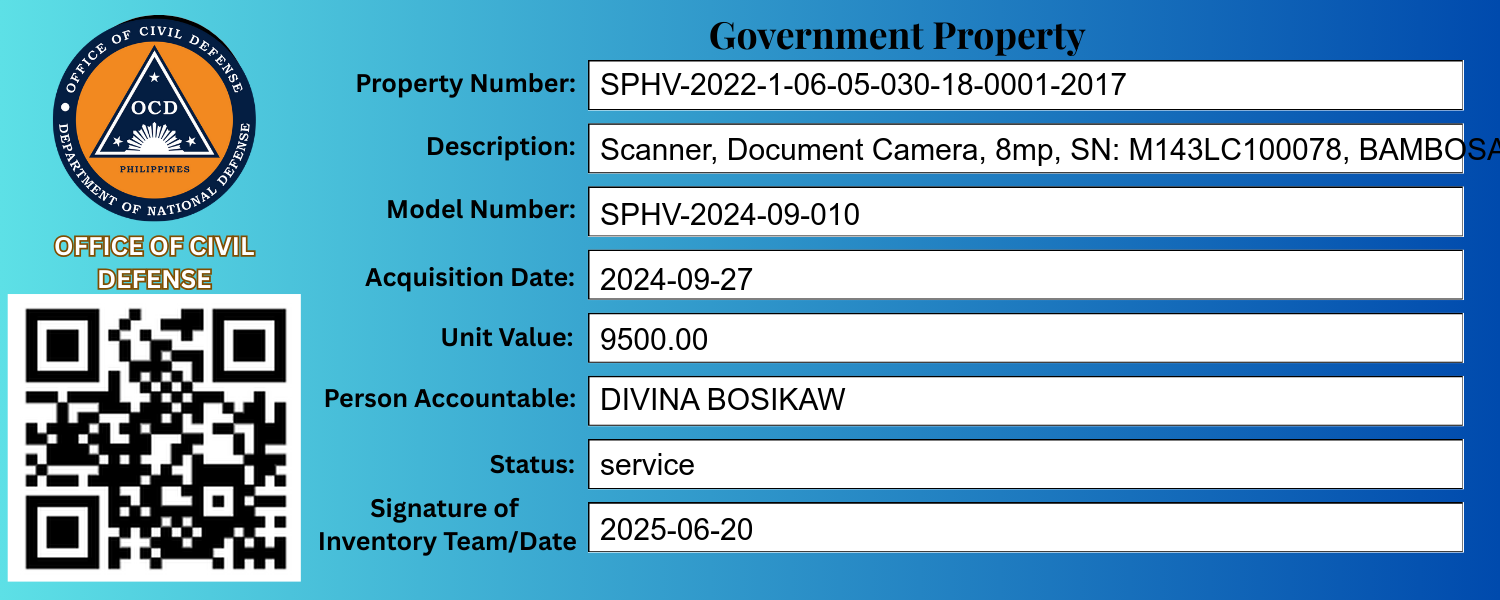 OFFICE OF CIVIL DEFENSE
OCD
PHILIPPINES
DEPARTMENT OF NATIONAL DEFENSE
OFFICE OF CIVIL
DEFENSE
Government Property
Property Number: SPHV-2022-1-06-05-030-18-0001-2017
Description: Scanner, Document Camera, 8mp, SN: M143LC100078,
Model Number: SPHV-2024-09-010
Acquisition Date: 2024-09-27
Unit Value: 9500.00
Person Accountable: DIVINA BOSIKAW
Status: service
Signature of
Inventory Team/Date 2025-06-20